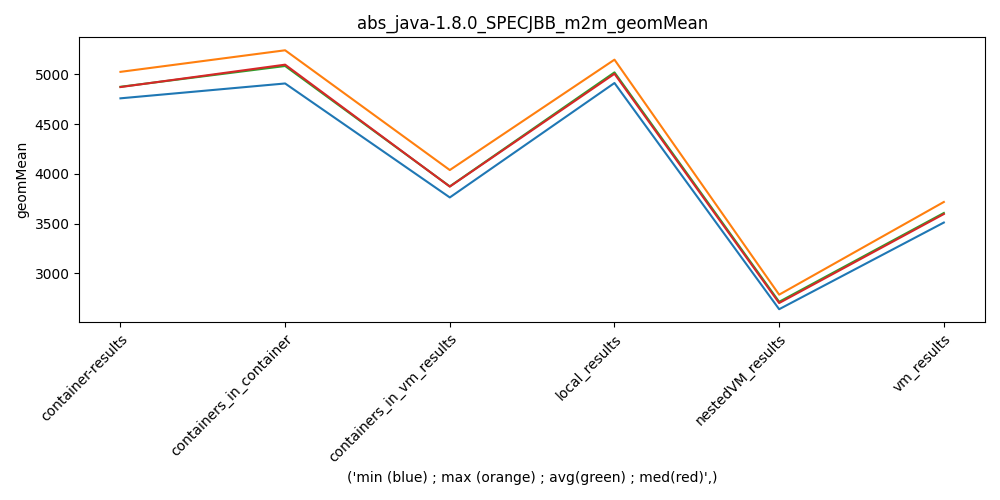 abs_java-1.8.0_SPECJBB_m2m_geomMean
geomMean
5000
4500
4000
3500
3000
container-results
containers_in_container
containers_in_vm_results
local_results
nestedVM_results
vm_results
('min (blue) ; max (orange) ; avg(green) ; med(red)',)